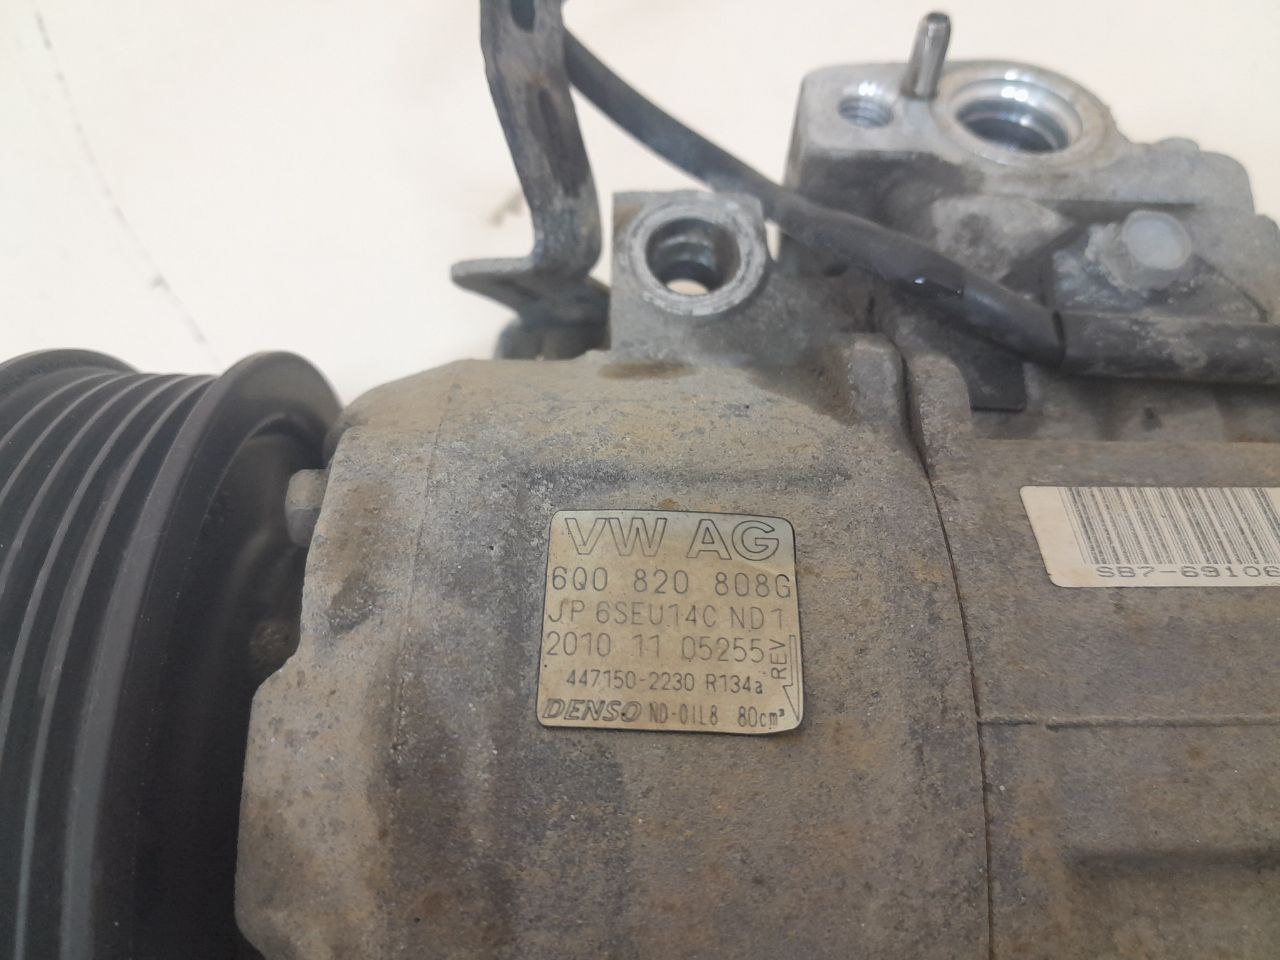 VW AG
6Q0 820 808G
JP 6SEU14C ND1
2010 11 05255
REV
447150-2230 R134a
DENSO ND-OIL8 80cm³
SB7-69106